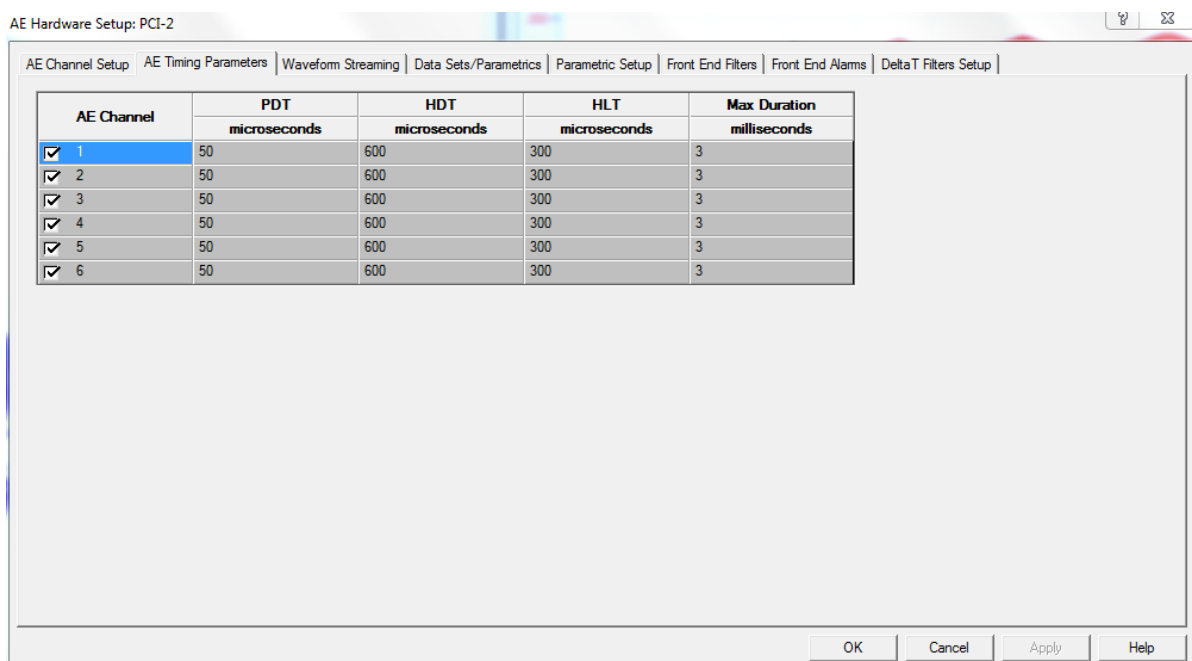 AE Hardware Setup: PCI-2
AE Channel Setup AE Timing Parameters Waveform Streaming Data Sets/Parametrics Parametric Setup Front End Filters Front End Alarms DeltaT Filters Setup
AE Channel PDT HDT HLT Max Duration
microseconds microseconds microseconds milliseconds
1 50 600 300 3
2 50 600 300 3
3 50 600 300 3
4 50 600 300 3
5 50 600 300 3
6 50 600 300 3
OK Cancel Apply Help